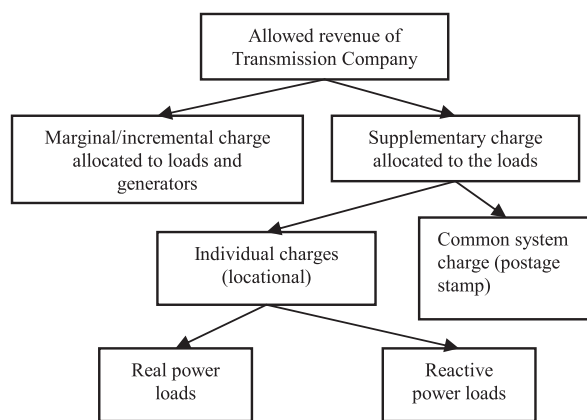 Allowed revenue of
Transmission Company
Marginal/incremental charge
allocated to loads and
generators
Supplementary charge
allocated to the loads
Individual charges
(locational)
Common system
charge (postage
stamp)
Real power
loads
Reactive
power loads